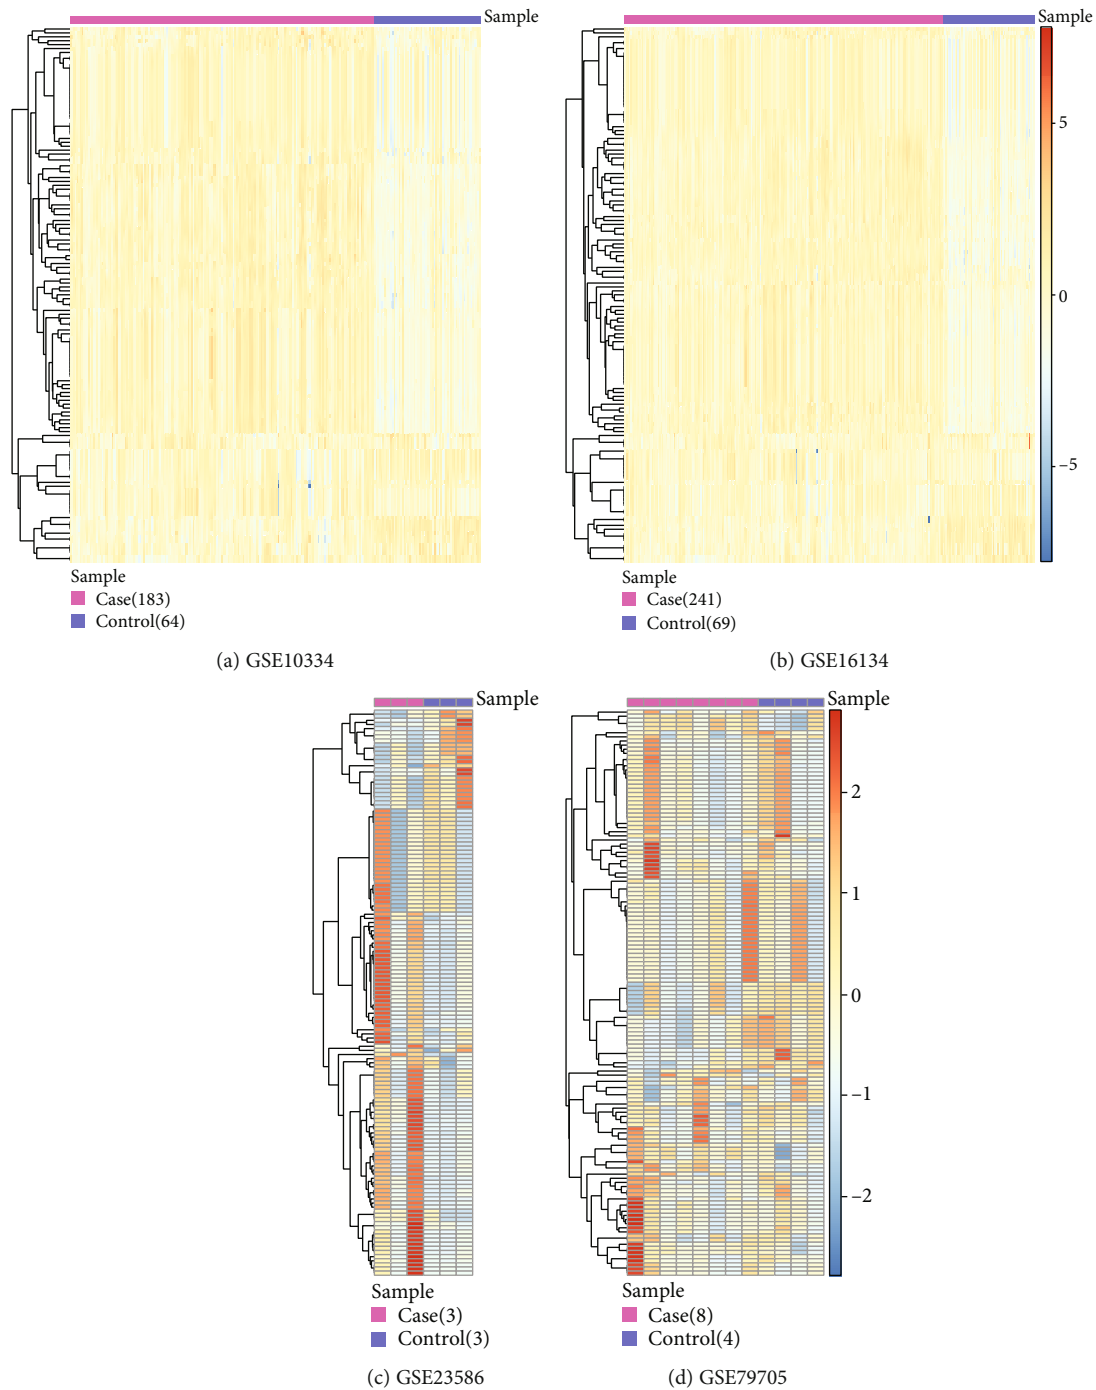 Sample
Sample
5
0
−5
Sample
Case(183)
Control(64)
Sample
Case(241)
Control(69)
(a) GSE10334
(b) GSE16134
Sample
Sample
2
1
0
−1
−2
Sample
Case(3)
Control(3)
Sample
Case(8)
Control(4)
(c) GSE23586
(d) GSE79705